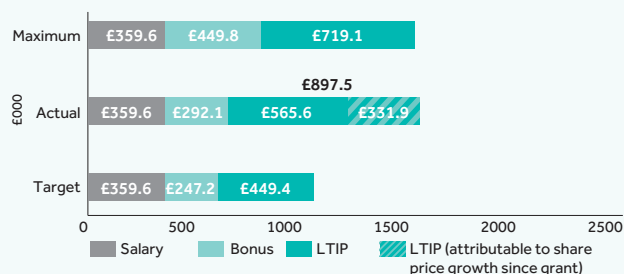 Maximum £359.6 £449.8 £719.1
£897.5
£000
Actual £359.6 £292.1 £565.6 £331.9
Target £359.6 £247.2 £449.4
0 500 1000 1500 2000 2500
Salary Bonus LTIP LTIP (attributable to share
price growth since grant)